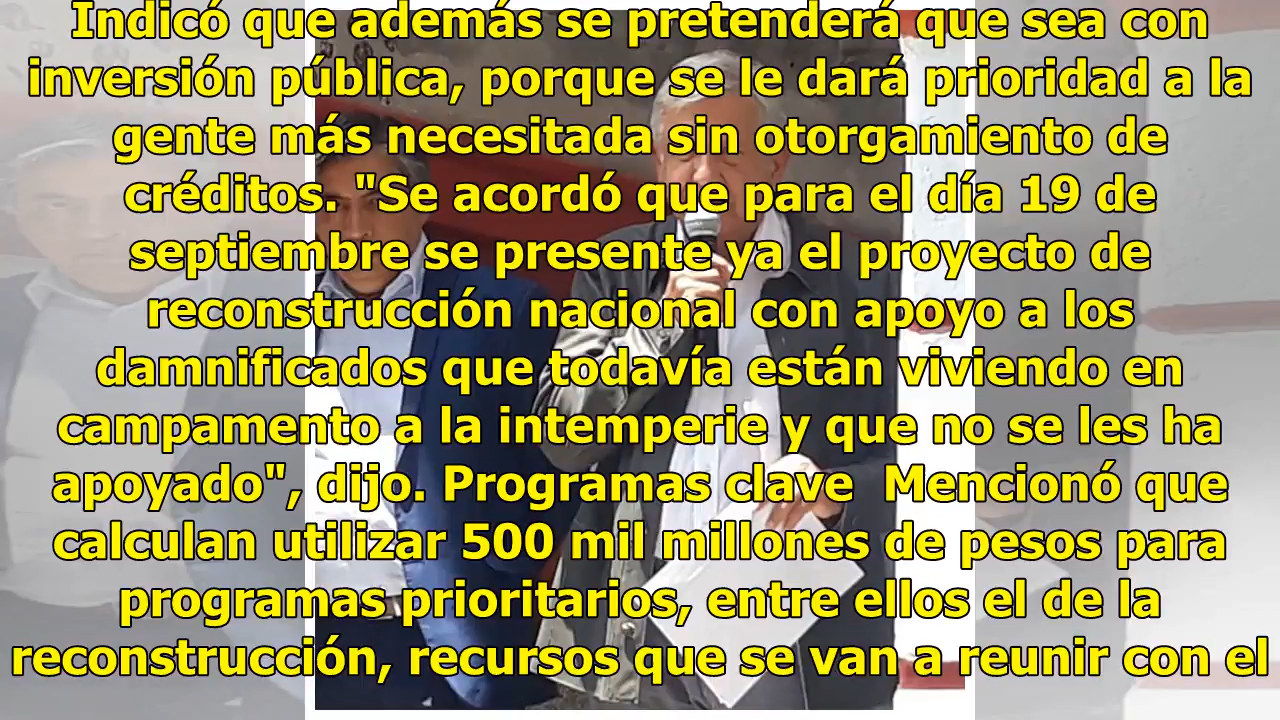 Indicó que además se pretenderá que sea con
inversión pública, porque se le dará prioridad a la
gente más necesitada sin otorgamiento de
créditos. "Se acordó que para el día 19 de
septiembre se presente ya el proyecto de
reconstrucción nacional con apoyo a los
damnificados que todavía están viviendo en
campamento a la intemperie y que no se les ha
apoyado", dijo. Programas clave  Mencionó que
calculan utilizar 500 mil millones de pesos para
programas prioritarios, entre ellos el de la
reconstrucción, recursos que se van a reunir con el